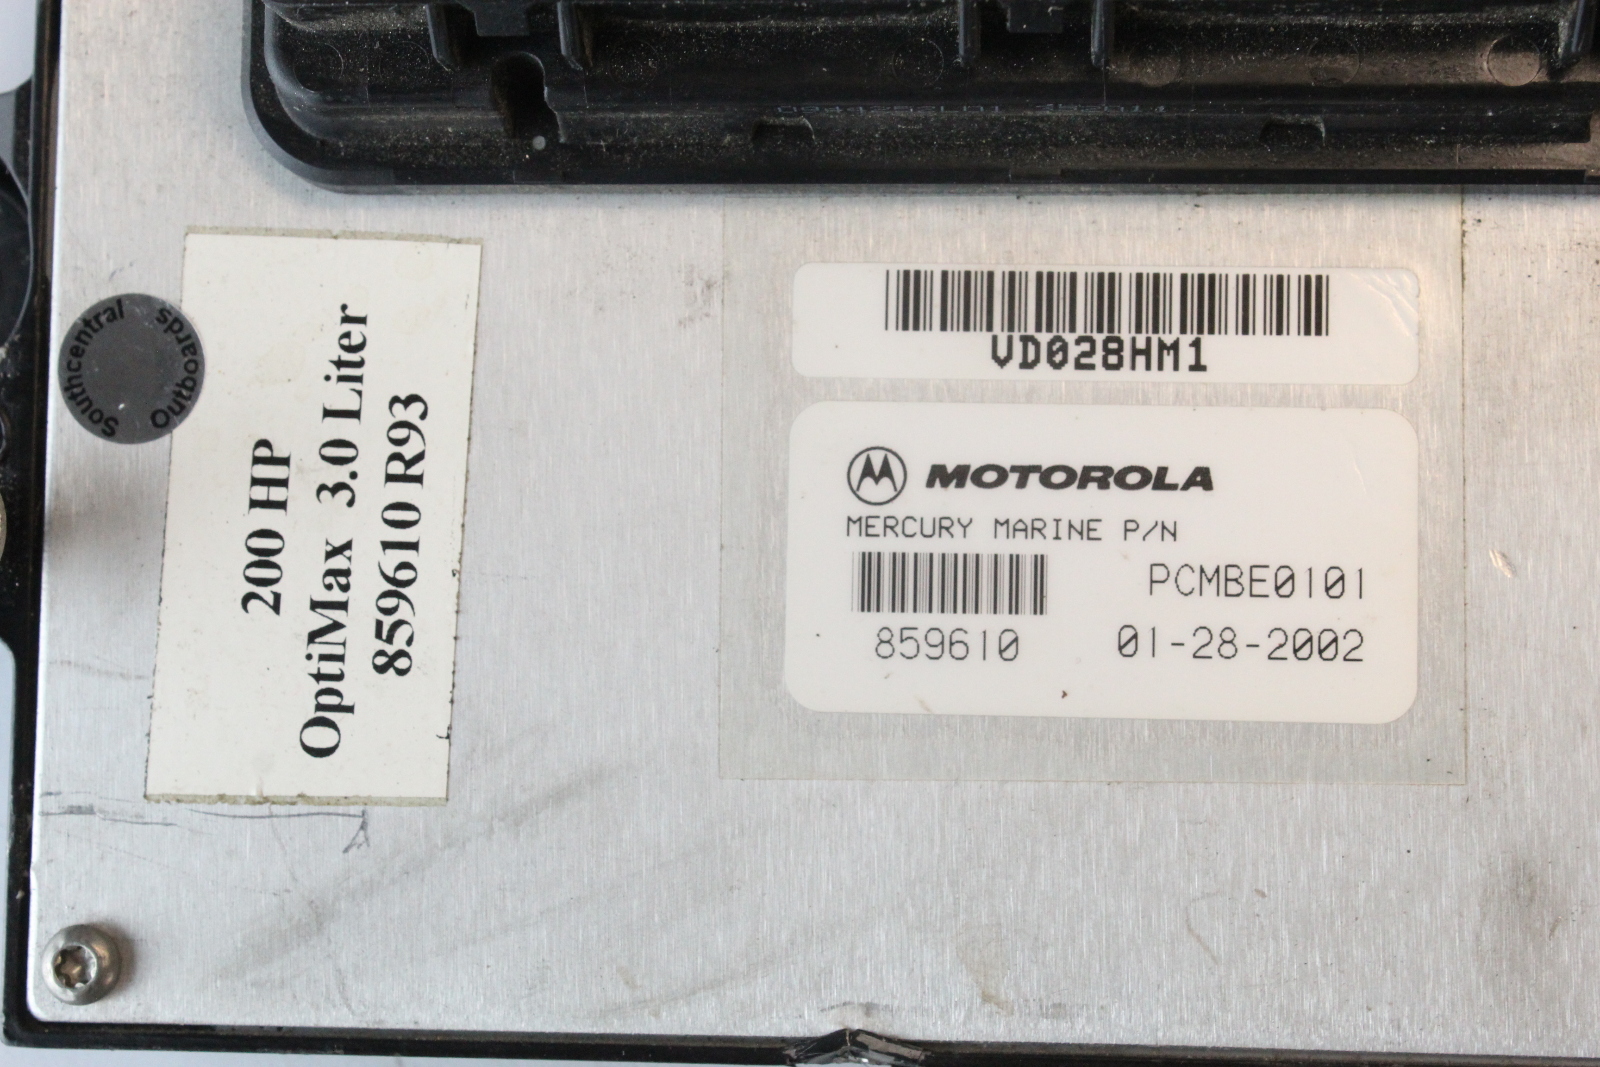 Southcentral
Outboards
200 HP
OptiMax 3.0 Liter
859610 R93
VD028HM1
MOTOROLA
MERCURY MARINE P/N
PCMBE0101
859610 01-28-2002